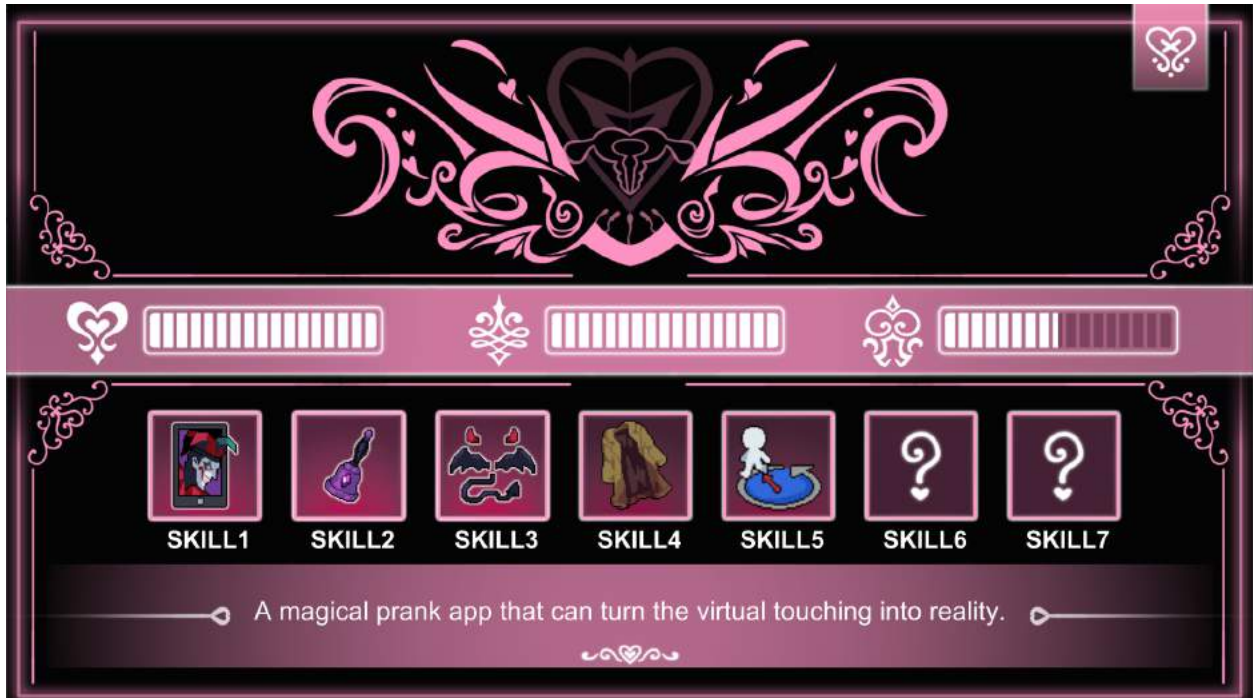 SKILL1 SKILL2 SKILL3 SKILL4 SKILL5 SKILL6 SKILL7
A magical prank app that can turn the virtual touching into reality.